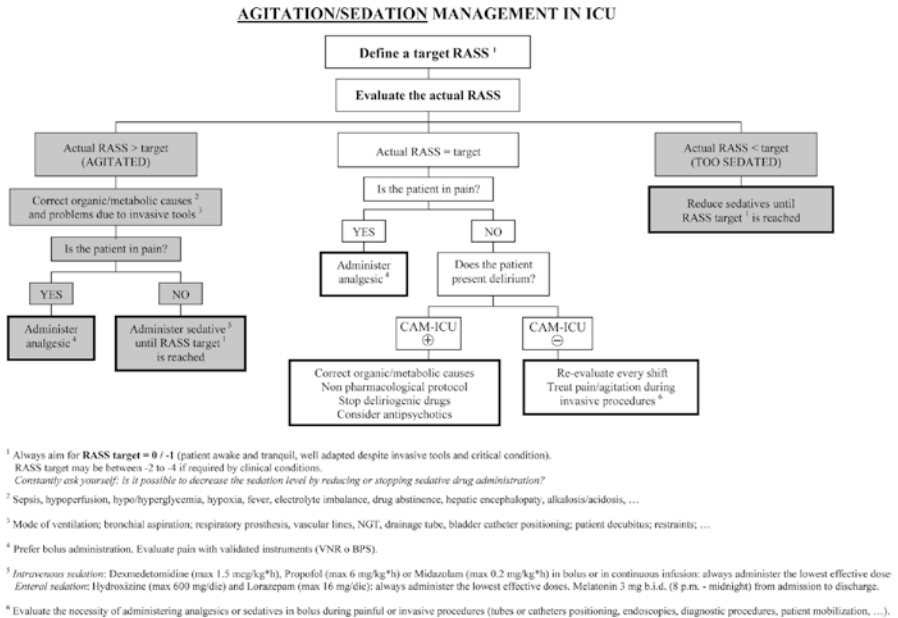 AGITATION/SEDATION MANAGEMENT IN ICU
Define a target RASS 1
Evaluate the actual RASS
Actual RASS > target
(AGITATED)
Correct organic/metabolic causes 2
and problems due to invasive tools 3
Is the patient in pain?
YES
NO
Administer
analgesic 4
Administer sedative 5
until RASS target 1
is reached
Actual RASS = target
Is the patient in pain?
YES
NO
Administer
analgesic 4
Does the patient
present delirium?
CAM-ICU
⊕
CAM-ICU
⊖
Correct organic/metabolic causes
Non pharmacological protocol
Stop deliriogenic drugs
Consider antipsychotics
Re-evaluate every shift
Treat pain/agitation during
invasive procedures 6
Actual RASS < target
(TOO SEDATED)
Reduce sedatives until
RASS target 1 is reached
1 Always aim for RASS target = 0 / -1 (patient awake and tranquil, well adapted despite invasive tools and critical condition).
RASS target may be between -2 to -4 if required by clinical conditions.
Constantly ask yourself: is it possible to decrease the sedation level by reducing or stopping sedative drug administration?
2 Sepsis, hypoperfusion, hypo/hyperglycemia, hypoxia, fever, electrolyte imbalance, drug abstinence, hepatic encephalopaty, alkalosis/acidosis, …
3 Mode of ventilation; bronchial aspiration; respiratory prosthesis, vascular lines, NGT, drainage tube, bladder catheter positioning; patient decubitus; restraints; …
4 Prefer bolus administration. Evaluate pain with validated instruments (VNR o BPS).
5 Intravenous sedation: Dexmedetomidine (max 1.5 mcg/kg*h), Propofol (max 6 mg/kg*h) or Midazolam (max 0.2 mg/kg*h) in bolus or in continuous infusion: always administer the lowest effective dose
Enteral sedation: Hydroxizine (max 600 mg/die) and Lorazepam (max 16 mg/die): always administer the lowest effective doses. Melatonin 3 mg b.i.d. (8 p.m. - midnight) from admission to discharge.
6 Evaluate the necessity of administering analgesics or sedatives in bolus during painful or invasive procedures (tubes or catheters positioning, endoscopies, diagnostic procedures, patient mobilization, …).